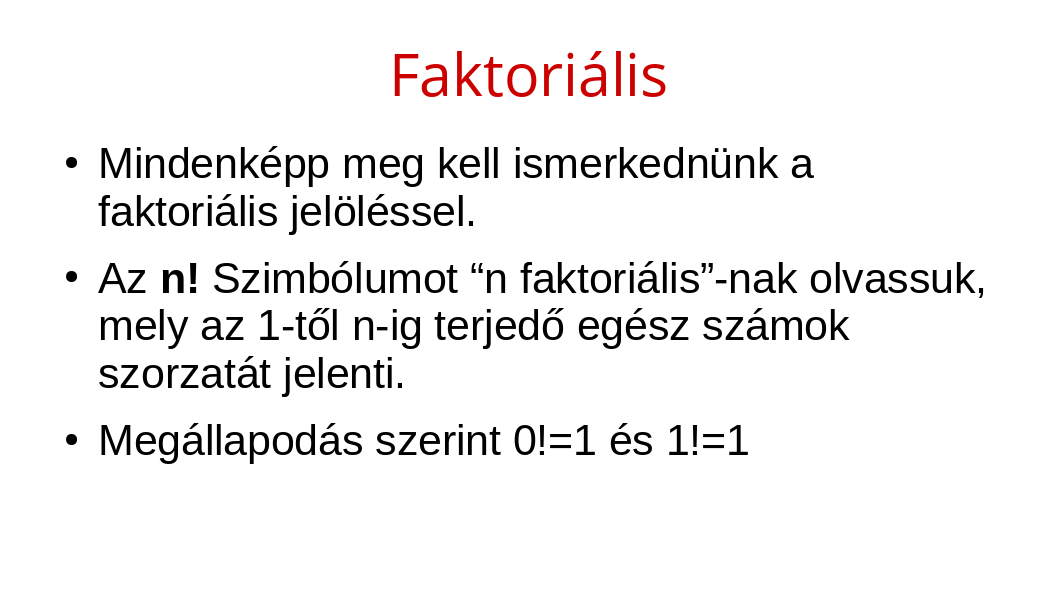 Faktoriális
• Mindenképp meg kell ismerkednünk a
faktoriális jelöléssel.
• Az n! Szimbólumot “n faktoriális”-nak olvassuk,
mely az 1-től n-ig terjedő egész számok
szorzatát jelenti.
• Megállapodás szerint 0!=1 és 1!=1